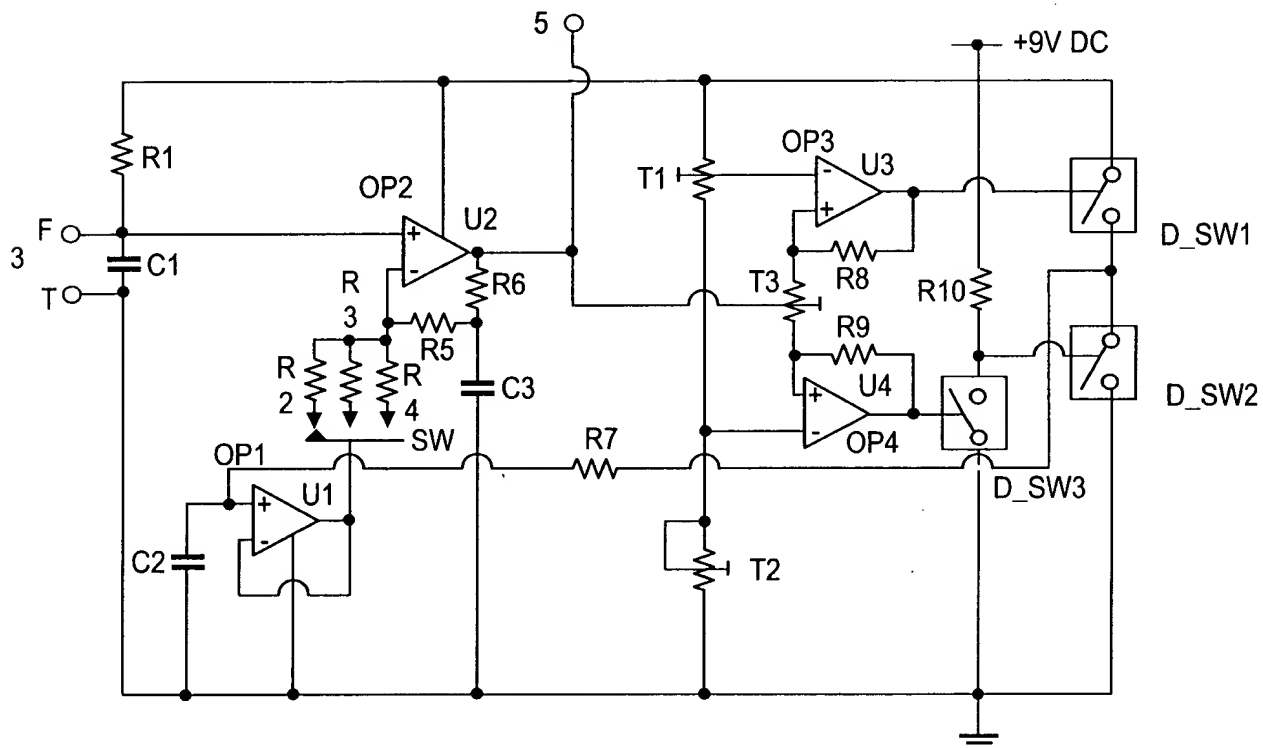 5
+9V DC
R1
OP3
U3
T1
-
+
OP2
U2
F
3
T
C1
+
-
R
3
R6
R8
T3
D_SW1
R10
R5
R9
R
2
R
4
C3
+
-
U4
OP4
D_SW2
SW
OP1
R7
D_SW3
U1
+
-
C2
T2